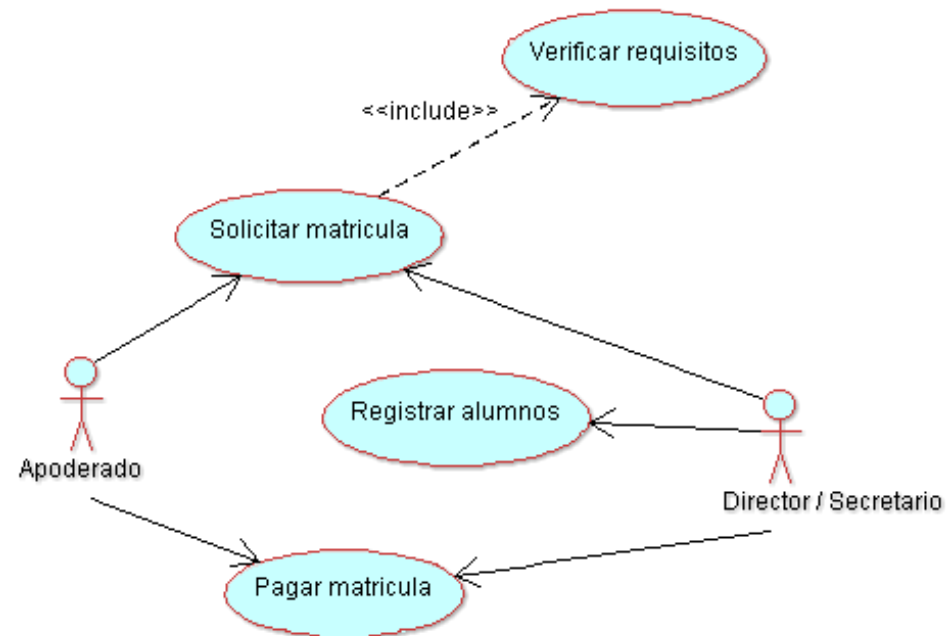 Verificar requisitos
<<include>>
Solicitar matricula
Registrar alumnos
Apoderado
Director / Secretario
Pagar matricula